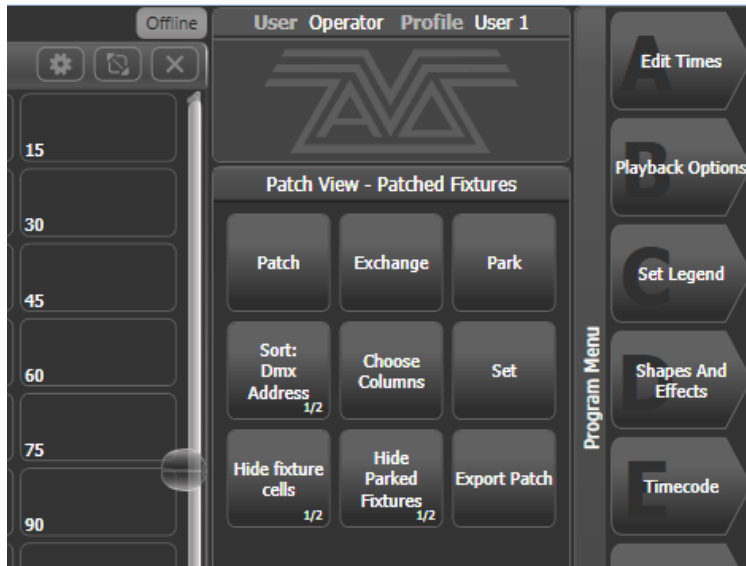 Offline
User Operator Profile User 1
AVO
15
30
45
60
75
90
Patch View - Patched Fixtures
Patch
Exchange
Park
Sort:
Dmx
Address
1/2
Choose
Columns
Set
Hide fixture
cells
1/2
Hide
Parked
Fixtures
1/2
Export Patch
Program Menu
A
Edit Times
B
Playback Options
C
Set Legend
D
Shapes And
Effects
E
Timecode